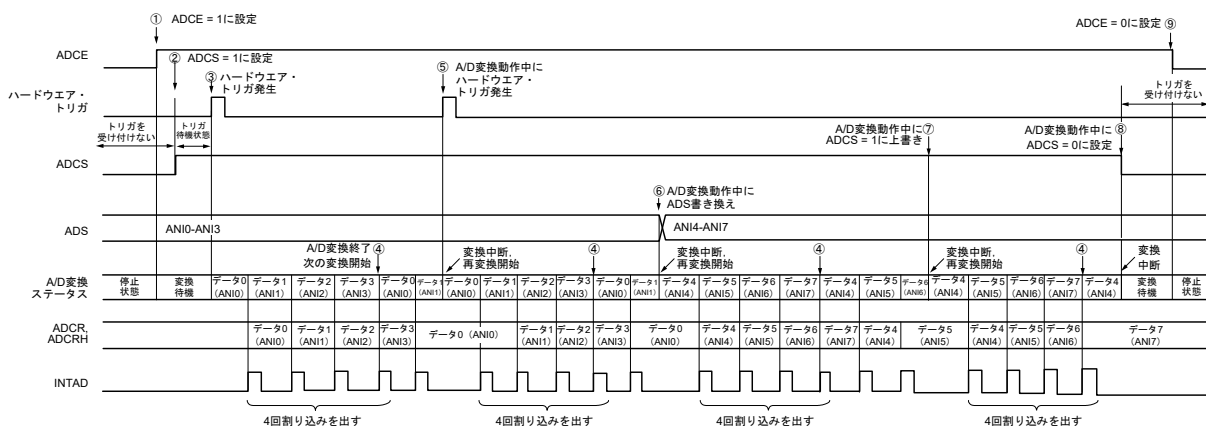 ① ADCE = 1に設定
ADCE = 0に設定 ⑨
ADCE
② ADCS = 1に設定
③ ハードウエア・
トリガ発生
⑤ A/D変換動作中に
ハードウエア・
トリガ発生
ハードウエア・
トリガ
トリガを
受け付けない
トリガ
待機状態
トリガを
受け付けない
A/D変換動作中に⑦
ADCS = 1に上書き
A/D変換動作中に ⑧
ADCS = 0に設定
ADCS
⑥ A/D変換動作中に
ADS書き換え
ADS
ANI0-ANI3
ANI4-ANI7
A/D変換終了④
次の変換開始
変換中断,
再変換開始
④
変換中断,
再変換開始
④
変換中断,
再変換開始
④
変換
中断
A/D変換
ステータス
停止 変換 データ0 データ1 データ2 データ3 データ0 データ1 データ0 データ1 データ2 データ3 データ0 データ1 データ4 データ5 データ6 データ7 データ4 データ5 データ6 データ4 データ5 データ6 データ7 データ4 変換 停止
状態 待機 (ANI0) (ANI1) (ANI2) (ANI3) (ANI0) (ANI1) (ANI0) (ANI1) (ANI2) (ANI3) (ANI0) (ANI1) (ANI4) (ANI5) (ANI6) (ANI7) (ANI4) (ANI5) (ANI6) (ANI4) (ANI5) (ANI6) (ANI7) (ANI4) 待機 状態
ADCR,
ADCRH
データ0 データ1 データ2 データ3 データ0 (ANI0) データ1 データ2 データ3 データ0 データ4 データ5 データ6 データ7 データ4 データ5 データ4 データ5 データ6 データ7
(ANI0) (ANI1) (ANI2) (ANI3) (ANI1) (ANI2) (ANI3) (ANI0) (ANI4) (ANI5) (ANI6) (ANI7) (ANI4) (ANI5) (ANI4) (ANI5) (ANI6) (ANI7)
INTAD
4回割り込みを出す
4回割り込みを出す
4回割り込みを出す
4回割り込みを出す